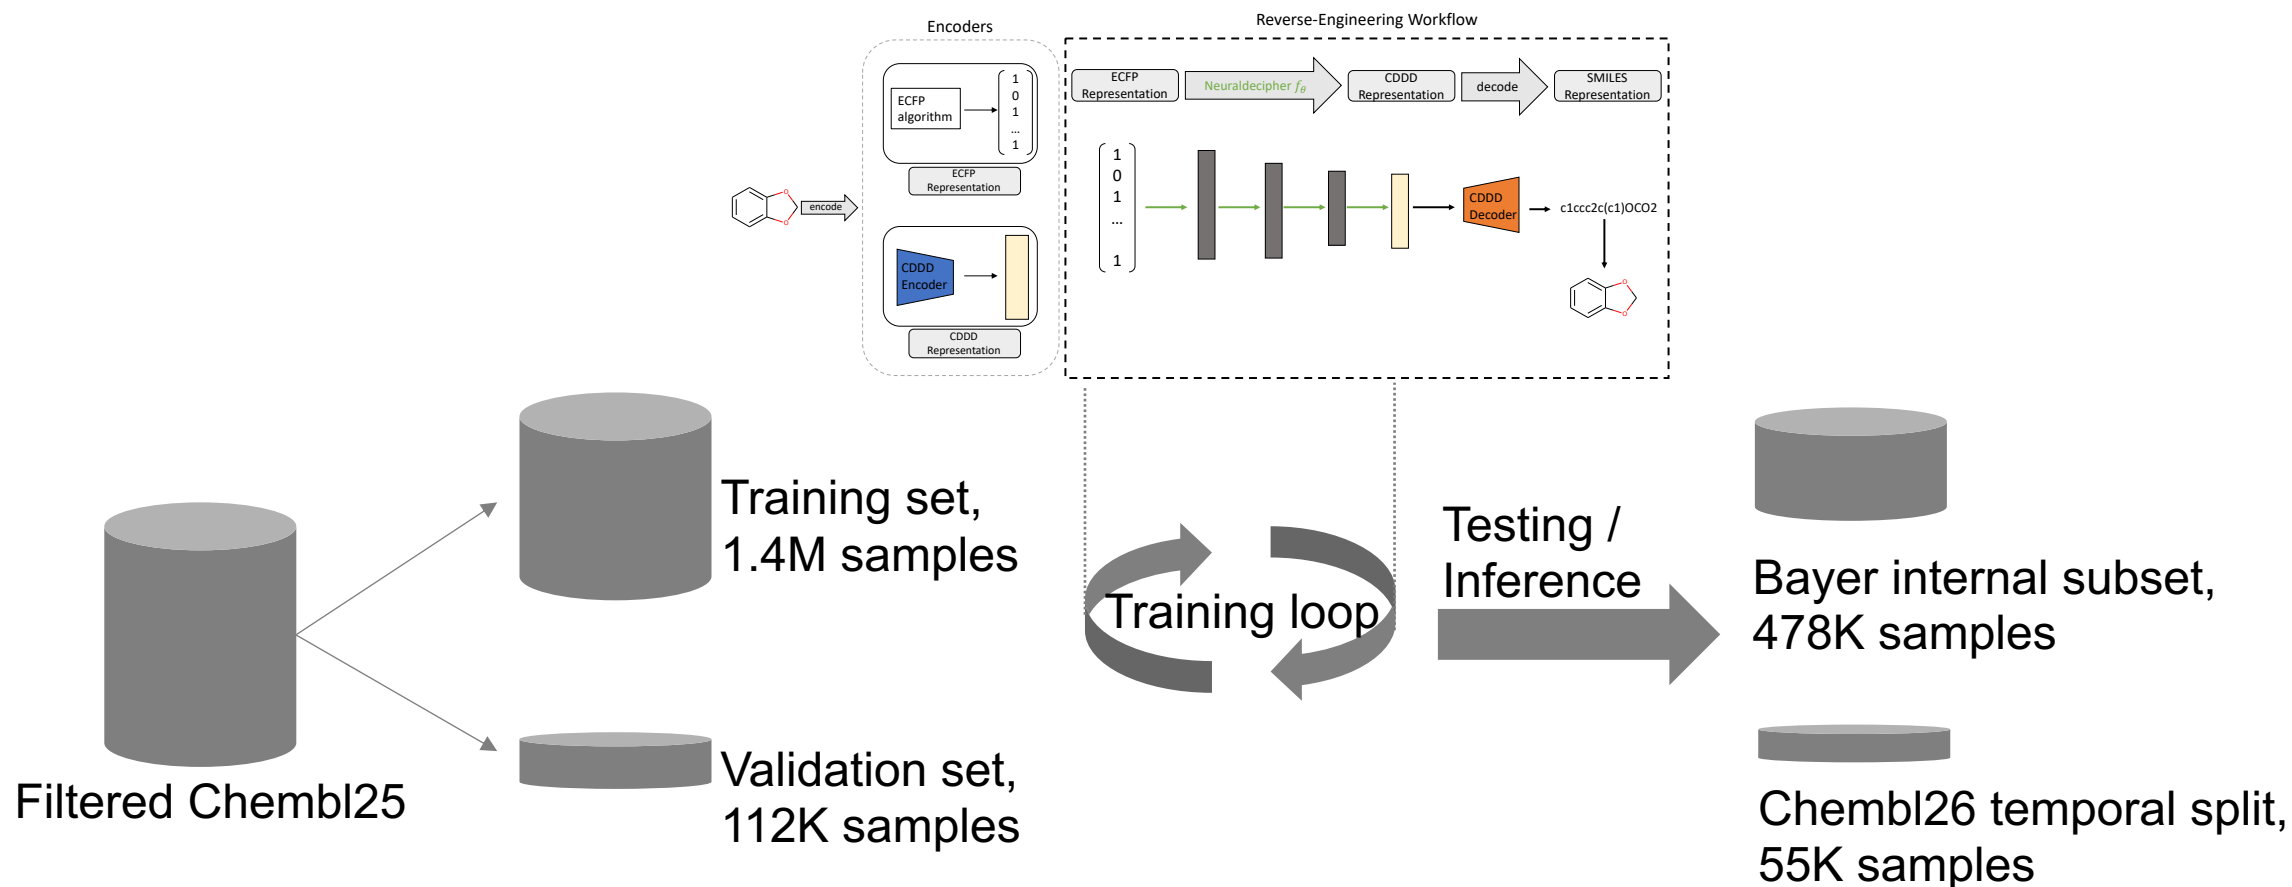 Encoders
Reverse-Engineering Workflow
ECFP
algorithm
1
0
1
...
1
ECFP
Representation
encode
O
O
CDDD
Encoder
CDDD
Representation
ECFP
Representation
Neuraldecipher fθ
CDDD
Representation
decode
SMILES
Representation
1
0
1
...
1
CDDD
Decoder
c1ccc2c(c1)OCO2
O
O
Filtered Chembl25
Training set,
1.4M samples
Validation set,
112K samples
Training loop
Testing /
Inference
Bayer internal subset,
478K samples
Chembl26 temporal split,
55K samples